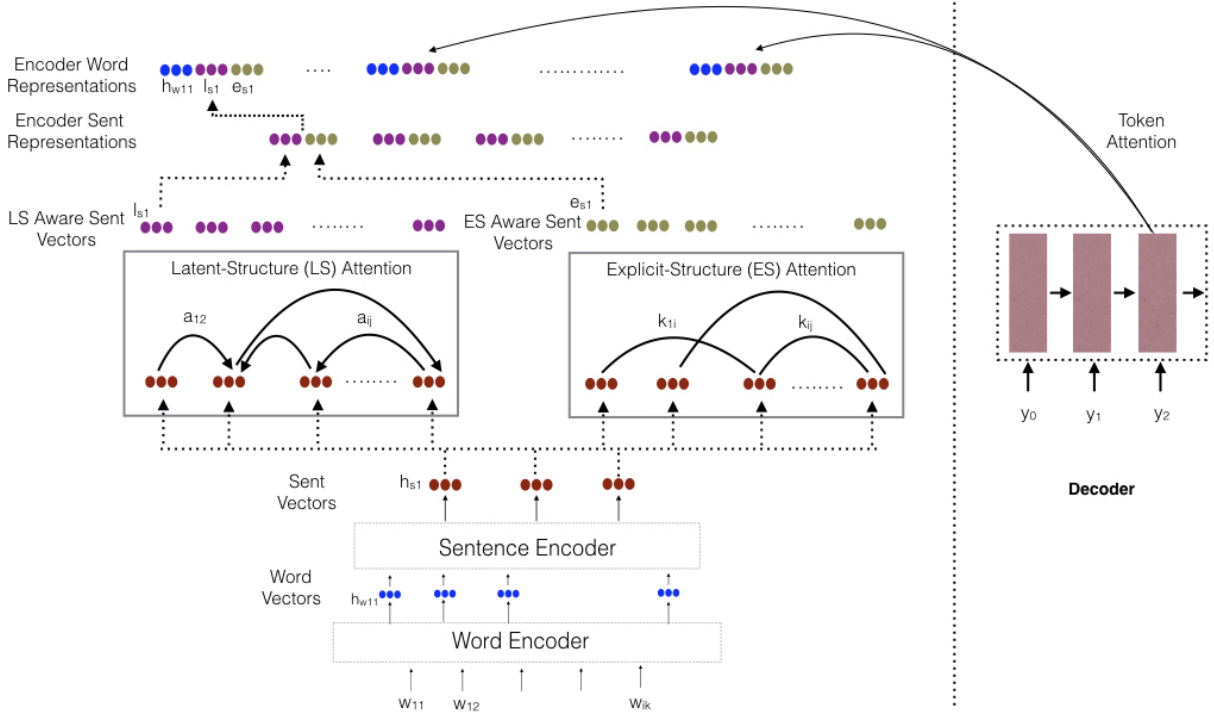 Encoder Word
Representations
h_w11 l_s1 e_s1
Encoder Sent
Representations
Token
Attention
LS Aware Sent
Vectors
l_s1
ES Aware Sent
Vectors
e_s1
Latent-Structure (LS) Attention
a_12
a_ij
Explicit-Structure (ES) Attention
k_1i
k_ij
y_0
y_1
y_2
Decoder
Sent
Vectors
h_s1
Sentence Encoder
Word
Vectors
h_w11
Word Encoder
w_11
w_12
w_ik